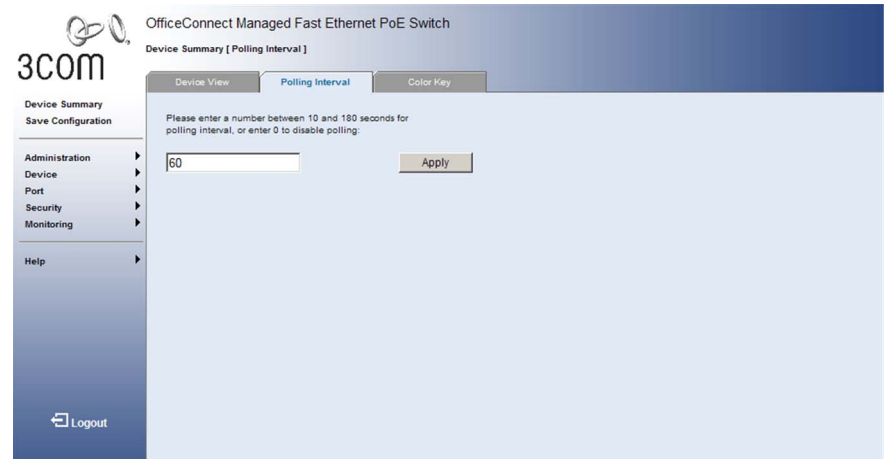 OfficeConnect Managed Fast Ethernet PoE Switch
Device Summary [ Polling Interval ]
3COM
Device View
Polling Interval
Color Key
Device Summary
Save Configuration
Administration
Device
Port
Security
Monitoring
Help
Logout
Please enter a number between 10 and 180 seconds for
polling interval, or enter 0 to disable polling:
60
Apply